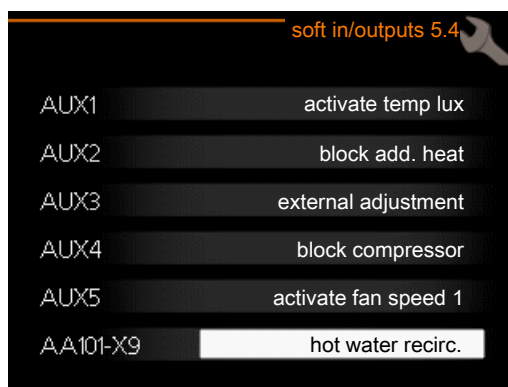 soft in/outputs 5.4
AUX1 activate temp lux
AUX2 block add. heat
AUX3 external adjustment
AUX4 block compressor
AUX5 activate fan speed 1
AA101-X9 hot water recirc.